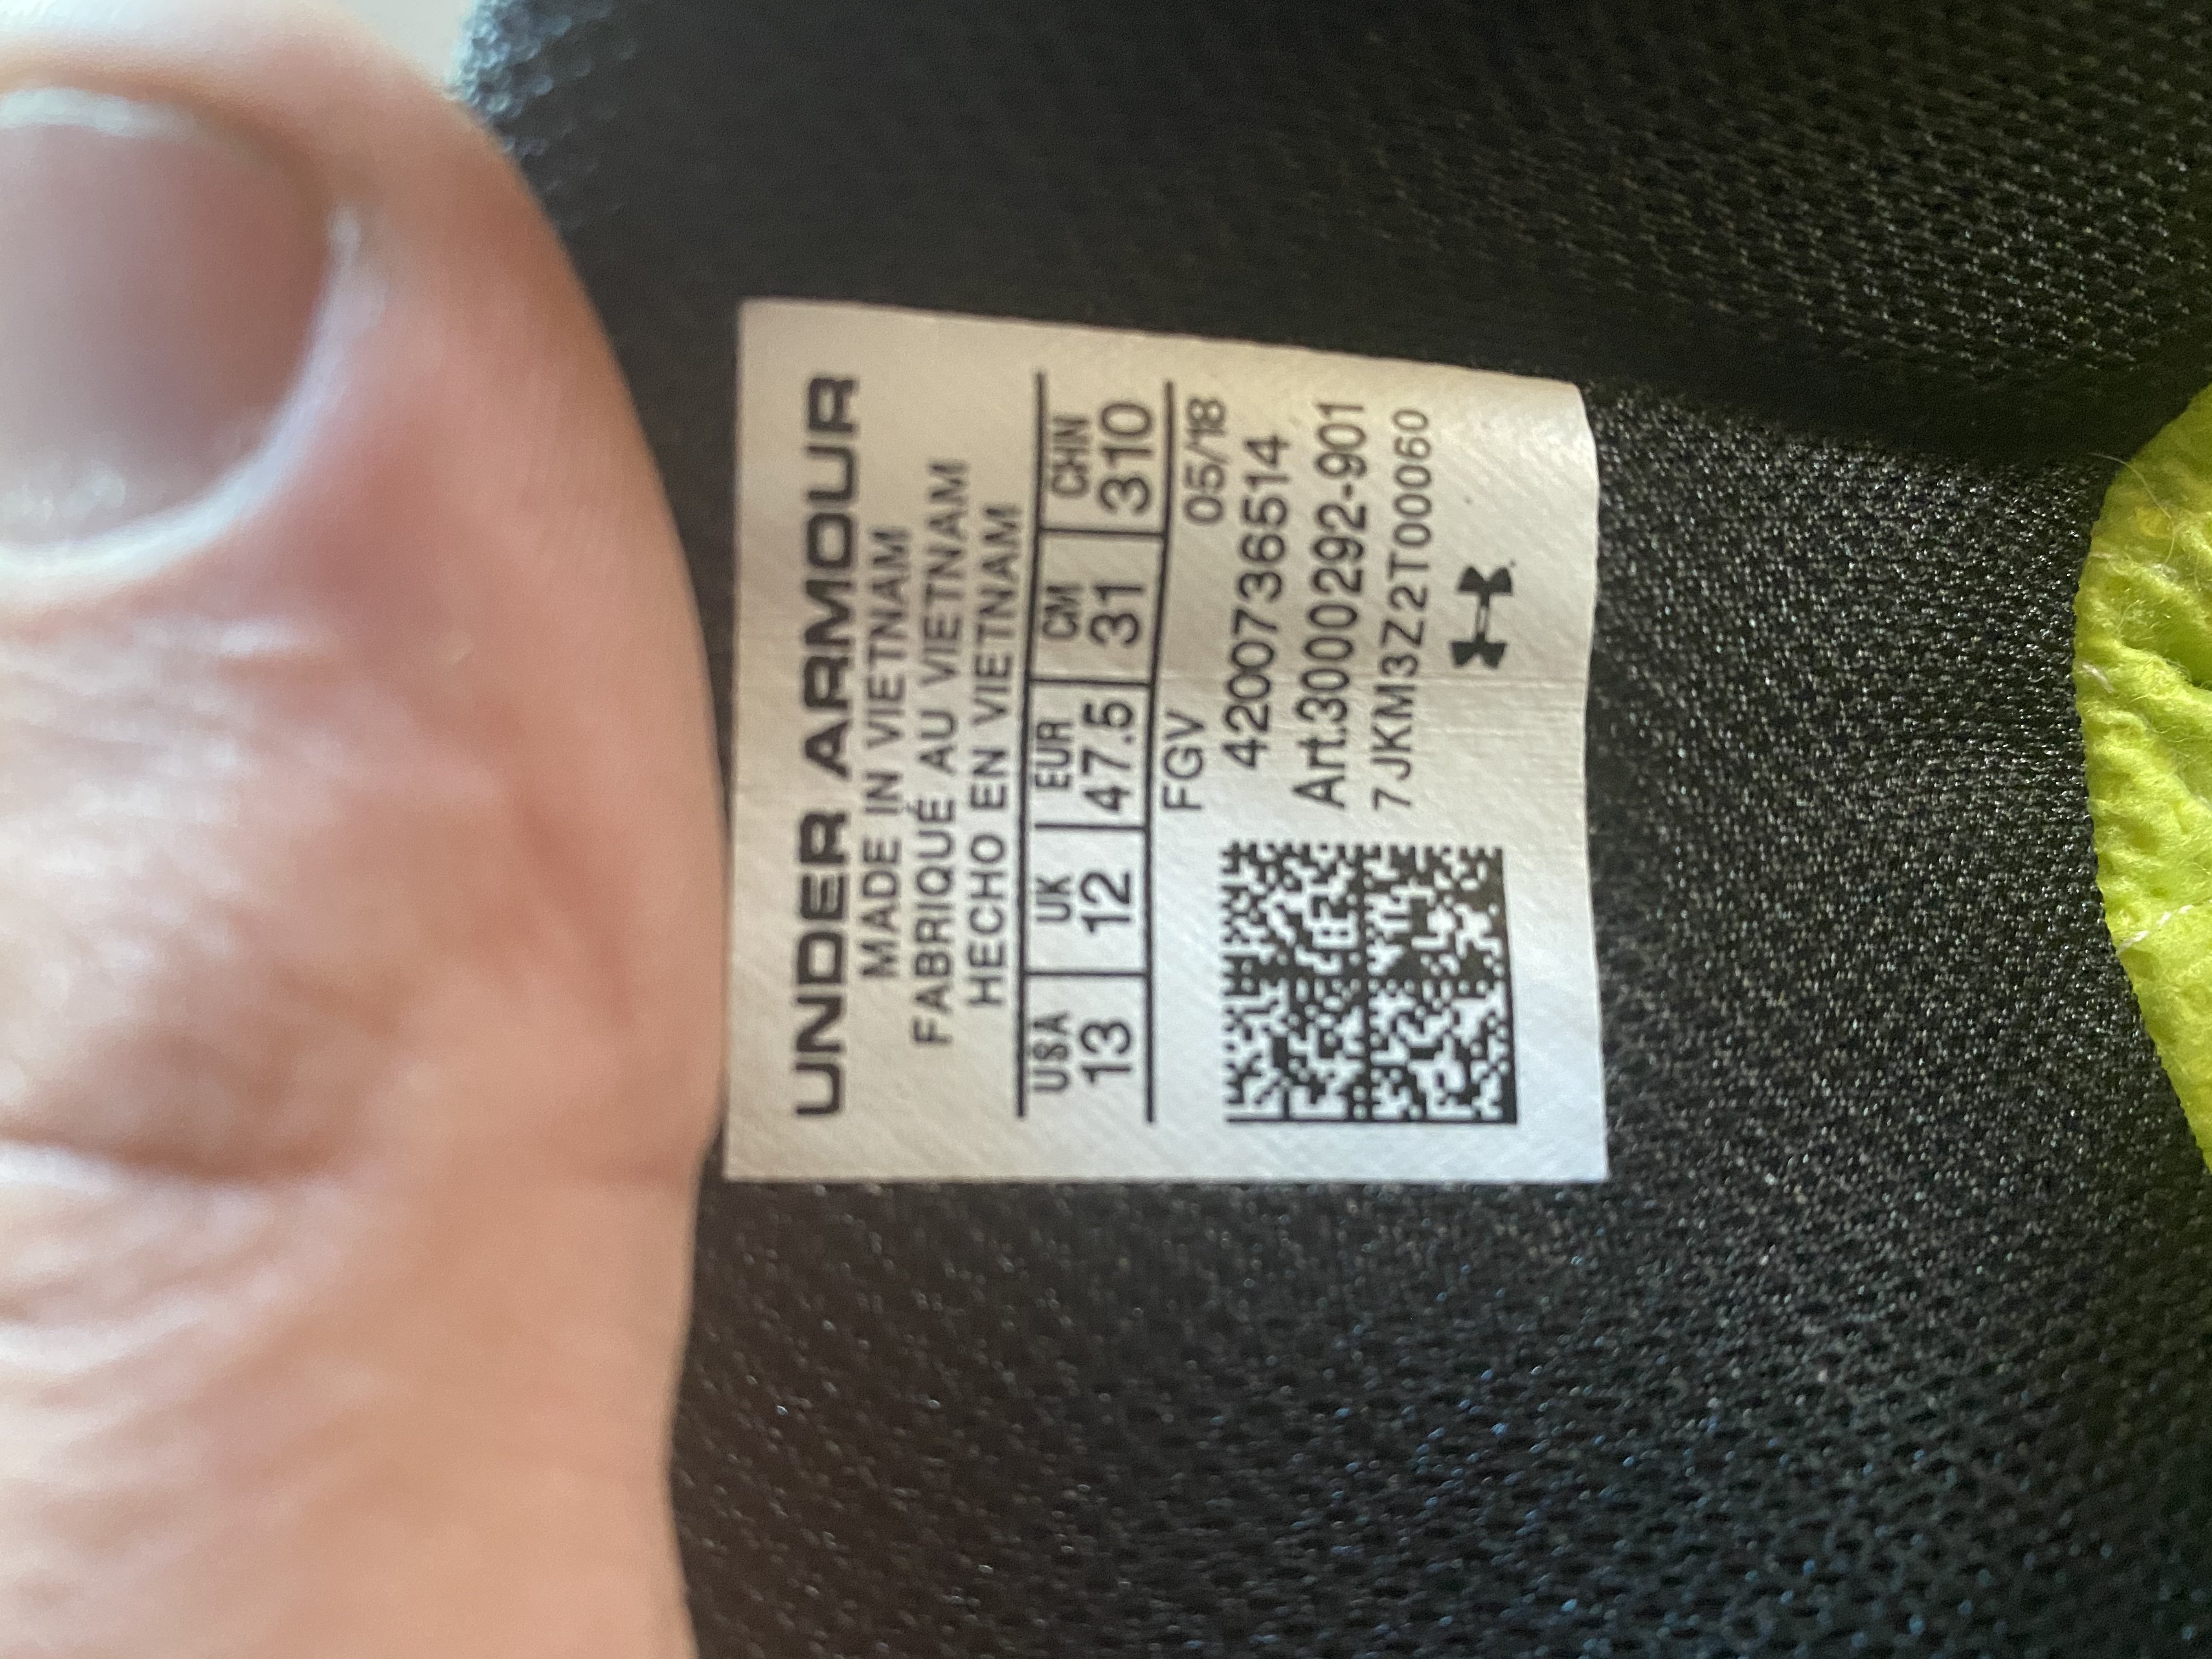 UNDER ARMOUR
MADE IN VIETNAM
FABRIQUÉ AU VIETNAM
HECHO EN VIETNAM
USA UK EUR CM CHN
13 12 47.5 31 310
FGV 05/18
4200736514
Art.3000292-901
7JKM3Z2T00060